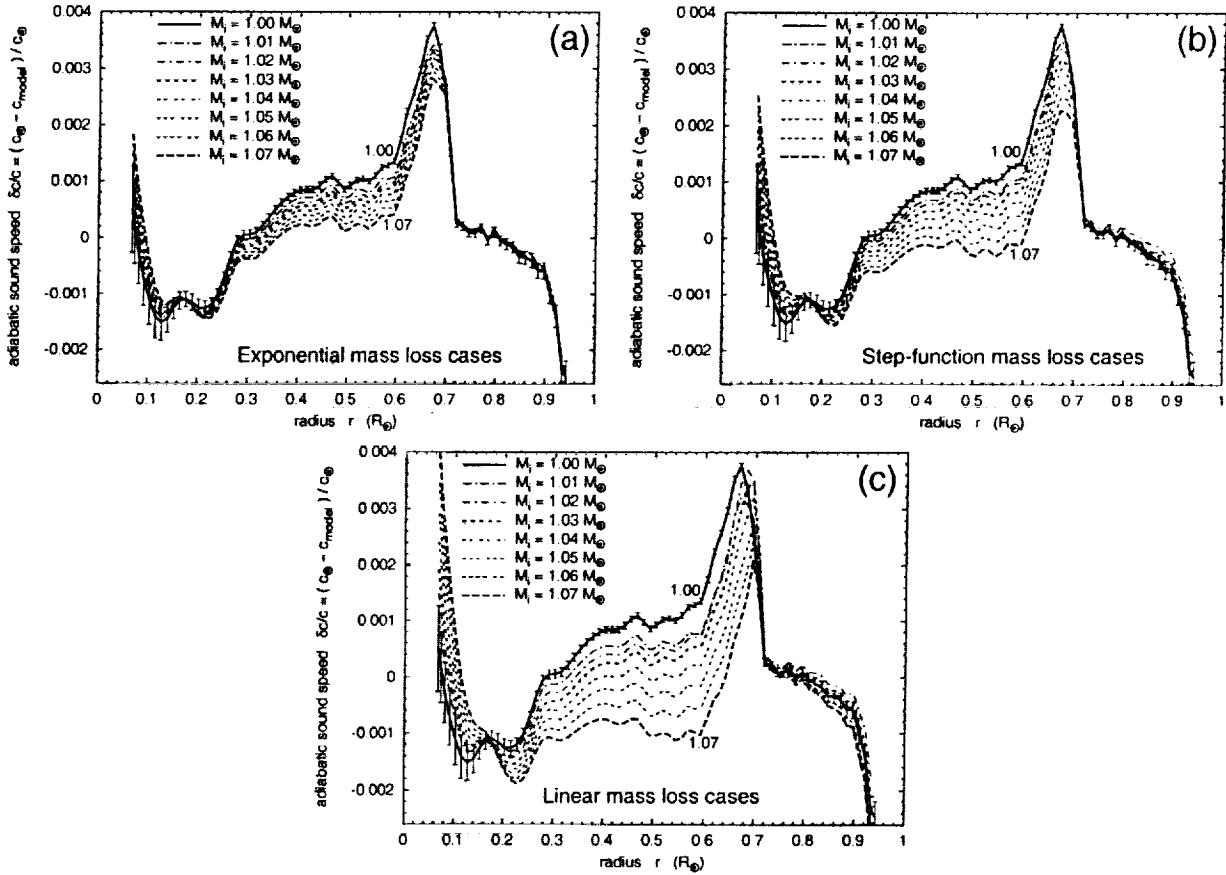 (a)
M_i = 1.00 M_⊙
M_i = 1.01 M_⊙
M_i = 1.02 M_⊙
M_i = 1.03 M_⊙
M_i = 1.04 M_⊙
M_i = 1.05 M_⊙
M_i = 1.06 M_⊙
M_i = 1.07 M_⊙
adiabatic sound speed δc/c = ( c_⊙ - c_model ) / c_⊙
0.004
0.003
0.002
0.001
0
-0.001
-0.002
1.00
1.07
Exponential mass loss cases
0 0.1 0.2 0 3 0.4 0.5 0.6 0 7 0.8 0.9 1
radius r (R_⊙)
(b)
M_i = 1.00 M_⊙
M_i = 1.01 M_⊙
M_i = 1.02 M_⊙
M_i = 1.03 M_⊙
M_i = 1.04 M_⊙
M_i = 1.05 M_⊙
M_i = 1.06 M_⊙
M_i = 1.07 M_⊙
adiabatic sound speed δc/c = ( c_⊙ - c_model ) / c_⊙
0.004
0.003
0.002
0.001
0
-0.001
-0.002
1.00
1.07
Step-function mass loss cases
0 0.1 0.2 0 3 0.4 0.5 0.6 0 7 0.8 0.9 1
radius r (R_⊙)
(c)
M_i = 1.00 M_⊙
M_i = 1.01 M_⊙
M_i = 1.02 M_⊙
M_i = 1.03 M_⊙
M_i = 1.04 M_⊙
M_i = 1.05 M_⊙
M_i = 1.06 M_⊙
M_i = 1.07 M_⊙
adiabatic sound speed δc/c = ( c_⊙ - c_model ) / c_⊙
0.004
0.003
0.002
0.001
0
-0.001
-0 002
1.00
1.07
Linear mass loss cases
0 0.1 0.2 0 3 0.4 0.5 0.6 0 7 0.8 0.9 1
radius r (R_⊙)